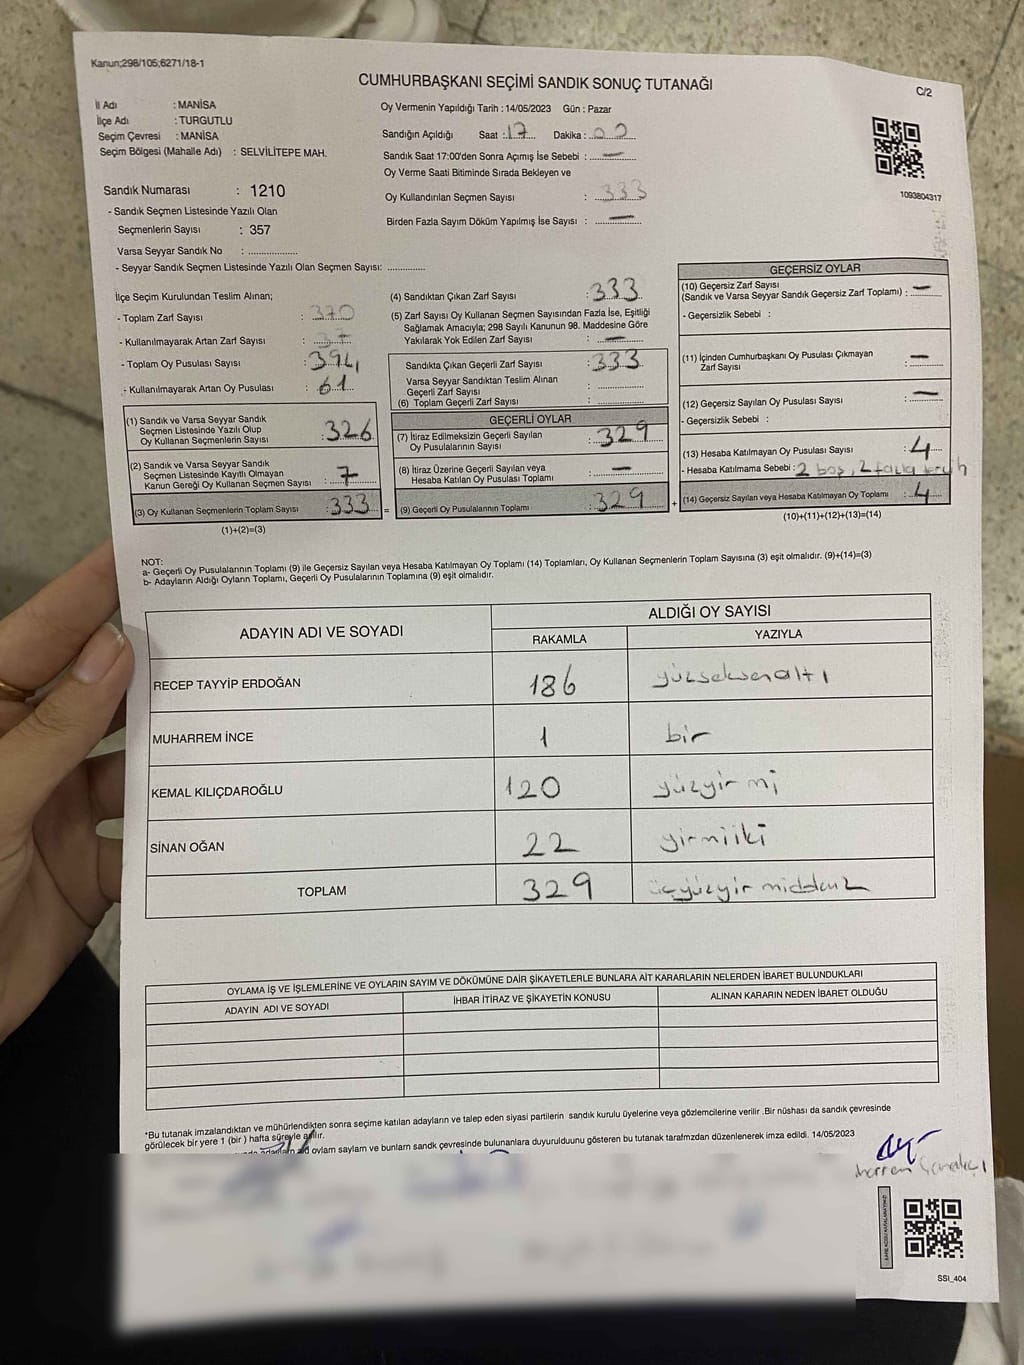 Kanun;298/105;6271/18-1
CUMHURBAŞKANI SEÇİMİ SANDIK SONUÇ TUTANAĞI
C/2
İl Adı : MANİSA
İlçe Adı : TURGUTLU
Seçim Çevresi : MANİSA
Seçim Bölgesi (Mahalle Adı) : SELVİLİTEPE MAH.
Sandık Numarası : 1210
- Sandık Seçmen Listesinde Yazılı Olan
Seçmenlerin Sayısı : 357
Varsa Seyyar Sandık No : ....................
- Seyyar Sandık Seçmen Listesinde Yazılı Olan Seçmen Sayısı: ...............
Oy Vermenin Yapıldığı Tarih : 14/05/2023 Gün : Pazar
Sandığın Açıldığı Saat : 17 Dakika : 00
Sandık Saat 17:00'den Sonra Açımış İse Sebebi : —
Oy Verme Saati Bitiminde Sırada Bekleyen ve
Oy Kullandırılan Seçmen Sayısı : 333
Birden Fazla Sayım Döküm Yapılmış İse Sayısı : —
1093804317
İlçe Seçim Kurulundan Teslim Alınan;
- Toplam Zarf Sayısı : 370
- Kullanılmayarak Artan Zarf Sayısı : 37
- Toplam Oy Pusulası Sayısı : 394
- Kullanılmayarak Artan Oy Pusulası : 61
(1) Sandık ve Varsa Seyyar Sandık
Seçmen Listesinde Yazılı Olup
Oy Kullanan Seçmenlerin Sayısı : 326
(2) Sandık ve Varsa Seyyar Sandık
Seçmen Listesinde Kayıtlı Olmayan
Kanun Gereği Oy Kullanan Seçmen Sayısı : 7
(3) Oy Kullanan Seçmenlerin Toplam Sayısı : 333 =
(1)+(2)=(3)
(4) Sandıktan Çıkan Zarf Sayısı : 333
(5) Zarf Sayısı Oy Kullanan Seçmen Sayısından Fazla İse, Eşitliği
Sağlamak Amacıyla; 298 Sayılı Kanunun 98. Maddesine Göre
Yakılarak Yok Edilen Zarf Sayısı : —
Sandıkta Çıkan Geçerli Zarf Sayısı : 333
Varsa Seyyar Sandıktan Teslim Alınan
Geçerli Zarf Sayısı : ................
(6) Toplam Geçerli Zarf Sayısı : ................
GEÇERLİ OYLAR
(7) İtiraz Edilmeksizin Geçerli Sayılan
Oy Pusulalarının Sayısı : 329
(8) İtiraz Üzerine Geçerli Sayılan veya
Hesaba Katılan Oy Pusulası Toplamı : —
(9) Geçerli Oy Pusulalarının Toplamı : 329 +
GEÇERSİZ OYLAR
(10) Geçersiz Zarf Sayısı
(Sandık ve Varsa Seyyar Sandık Geçersiz Zarf Toplamı) : —
- Geçersizlik Sebebi :
(11) İçinden Cumhurbaşkanı Oy Pusulası Çıkmayan
Zarf Sayısı : —
(12) Geçersiz Sayılan Oy Pusulası Sayısı : —
- Geçersizlik Sebebi :
(13) Hesaba Katılmayan Oy Pusulası Sayısı : 4
- Hesaba Katılmama Sebebi : 2 boş, 2 fazla tercih
(14) Geçersiz Sayılan veya Hesaba Katılmayan Oy Toplamı : 4
(10)+(11)+(12)+(13)=(14)
NOT:
a- Geçerli Oy Pusulalarının Toplamı (9) ile Geçersiz Sayılan veya Hesaba Katılmayan Oy Toplamı (14) Toplamları, Oy Kullanan Seçmenlerin Toplam Sayısına (3) eşit olmalıdır. (9)+(14)=(3)
b- Adayların Aldığı Oyların Toplamı, Geçerli Oy Pusulalarının Toplamına (9) eşit olmalıdır.
ADAYIN ADI VE SOYADI
ALDIĞI OY SAYISI
RAKAMLA YAZIYLA
RECEP TAYYİP ERDOĞAN 186 yüzseksenaltı
MUHARREM İNCE 1 bir
KEMAL KILIÇDAROĞLU 120 yüzyirmi
SİNAN OĞAN 22 yirmiiki
TOPLAM 329 üçyüzyirmidokuz
OYLAMA İŞ VE İŞLEMLERİNE VE OYLARIN SAYIM VE DÖKÜMÜNE DAİR ŞİKAYETLERLE BUNLARA AİT KARARLARIN NELERDEN İBARET BULUNDUKLARI
ADAYIN ADI VE SOYADI İHBAR İTİRAZ VE ŞİKAYETİN KONUSU ALINAN KARARIN NEDEN İBARET OLDUĞU
*Bu tutanak imzalandıktan ve mühürlendikten sonra seçime katılan adayların ve talep eden siyasi partilerin sandık kurulu üyelerine veya gözlemcilerine verilir .Bir nüshası da sandık çevresinde
görülecek bir yere 1 (bir ) hafta süreyle asılır.
oyların sayları ve bunların sandık çevresinde bulunanlara duyurulduunu gösteren bu tutanak tarafmzdan düzenlenerek imza edildi. 14/05/2023
SSI_404